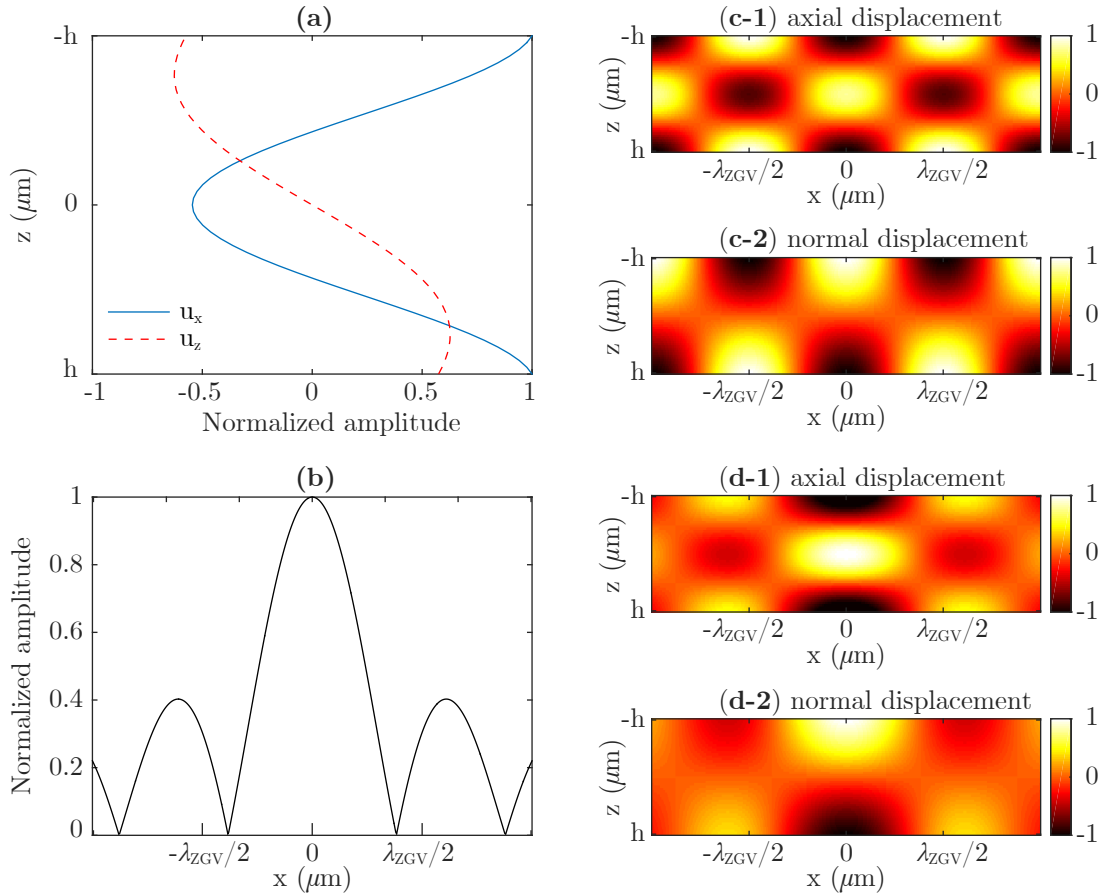 (a)
-h
0
h
z (μm)
u_x
u_z
-1
-0.5
0
0.5
1
Normalized amplitude
(b)
1
0.8
0.6
0.4
0.2
0
Normalized amplitude
-λ_ZGV/2
0
λ_ZGV/2
x (μm)
(c-1) axial displacement
-h
h
z (μm)
-λ_ZGV/2
0
λ_ZGV/2
x (μm)
1
0
-1
(c-2) normal displacement
-h
h
z (μm)
-λ_ZGV/2
0
λ_ZGV/2
x (μm)
1
0
-1
(d-1) axial displacement
-h
h
z (μm)
-λ_ZGV/2
0
λ_ZGV/2
x (μm)
1
0
-1
(d-2) normal displacement
-h
h
z (μm)
-λ_ZGV/2
0
λ_ZGV/2
x (μm)
1
0
-1